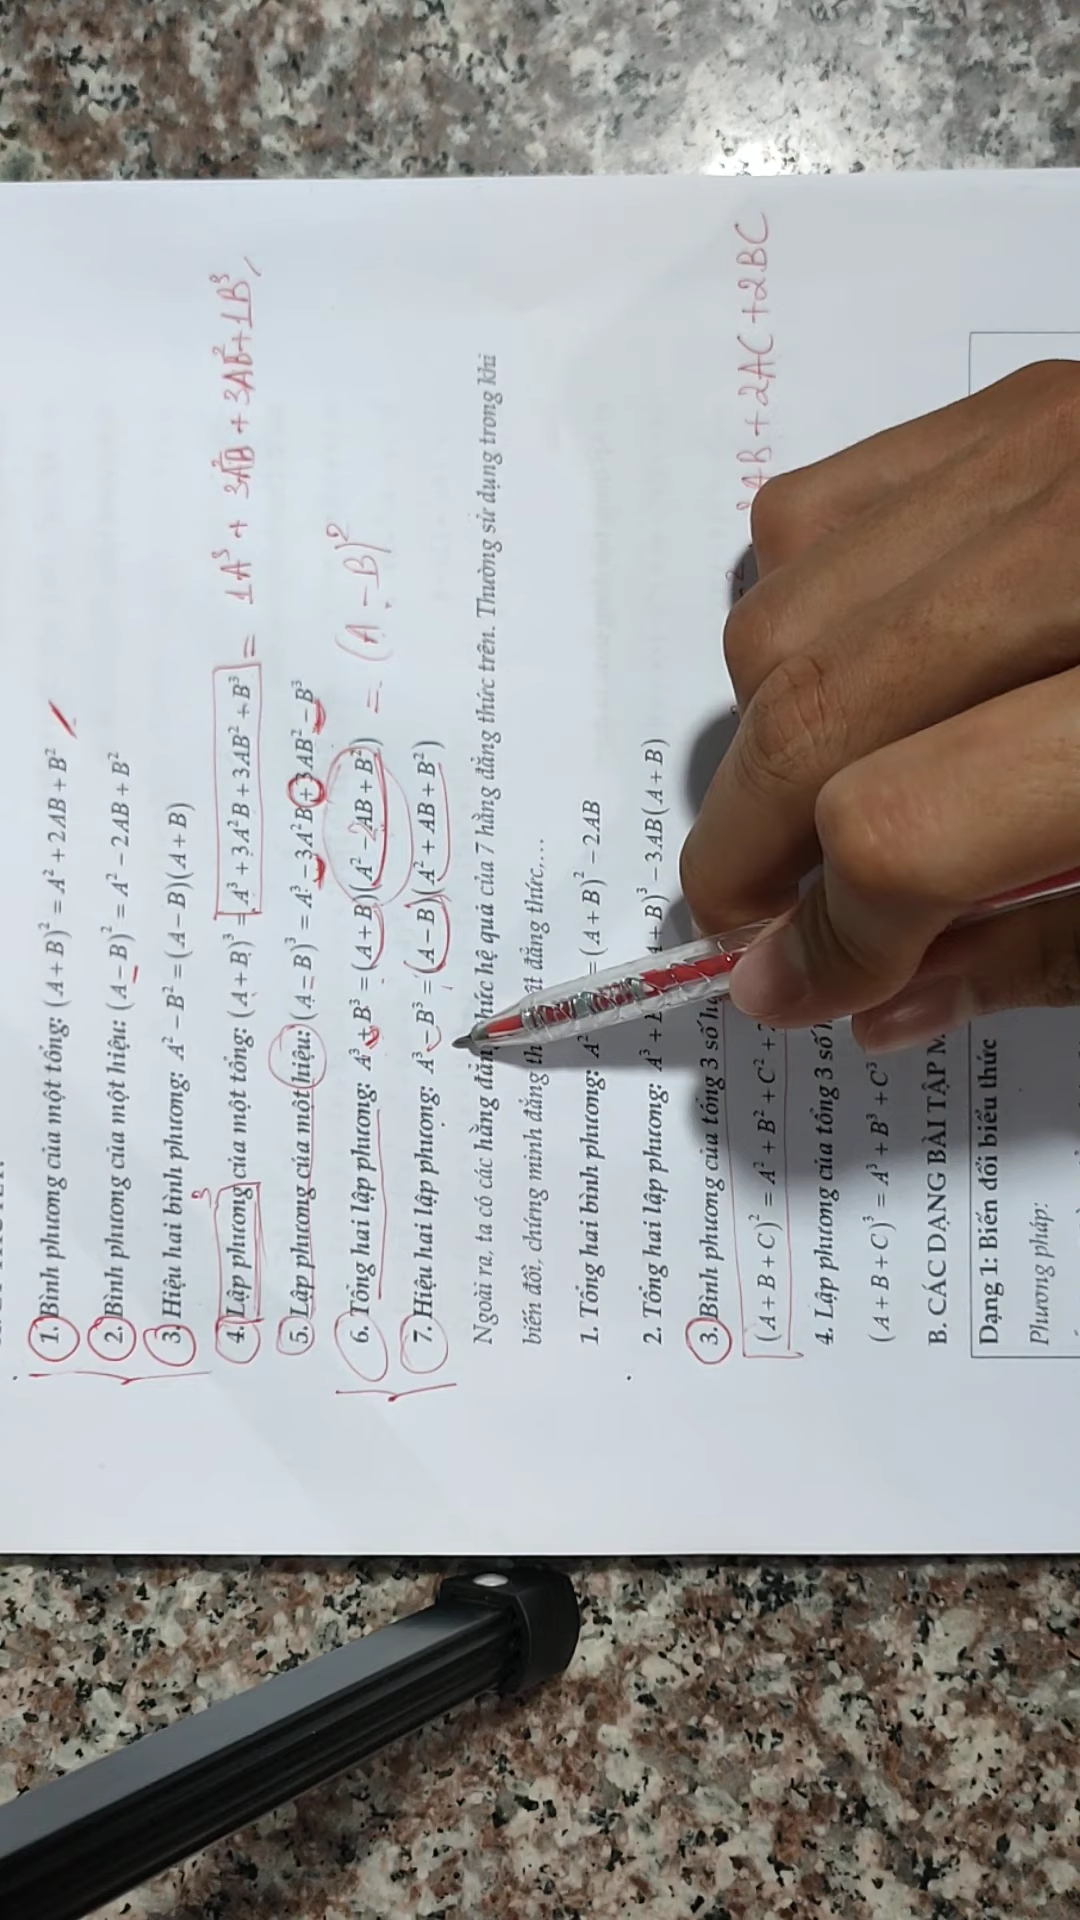 1. Bình phương của một tổng: (A + B)² = A² + 2AB + B²
2. Bình phương của một hiệu: (A − B)² = A² − 2AB + B²
3. Hiệu hai bình phương: A² − B² = (A − B)(A + B)
4. Lập phương của một tổng: (A + B)³ = A³ + 3A²B + 3AB² + B³ = 1A³ + 3A²B + 3AB² + 1B³
5. Lập phương của một hiệu: (A − B)³ = A³ − 3A²B + 3AB² − B³
6. Tổng hai lập phương: A³ + B³ = (A + B)(A² − 2AB + B²) = (A − B)²
7. Hiệu hai lập phương: A³ − B³ = (A − B)(A² + AB + B²)
Ngoài ra, ta có các hằng đẳng thức hệ quả của 7 hằng đẳng thức trên. Thường sử dụng trong khi
biến đổi, chứng minh đẳng đẳng thức,...
1. Tổng hai bình phương: A² = (A + B)² − 2AB
2. Tổng hai lập phương: A³ + A + B)³ − 3AB(A + B)
3. Bình phương của tổng 3 số
(A + B + C)² = A² + B² + C² + AB + 2AC + 2BC
4. Lập phương của tổng 3 số
(A + B + C)³ = A³ + B³ + C³
B. CÁC DẠNG BÀI TẬP
Dạng 1: Biến đổi biểu thức
Phương pháp: